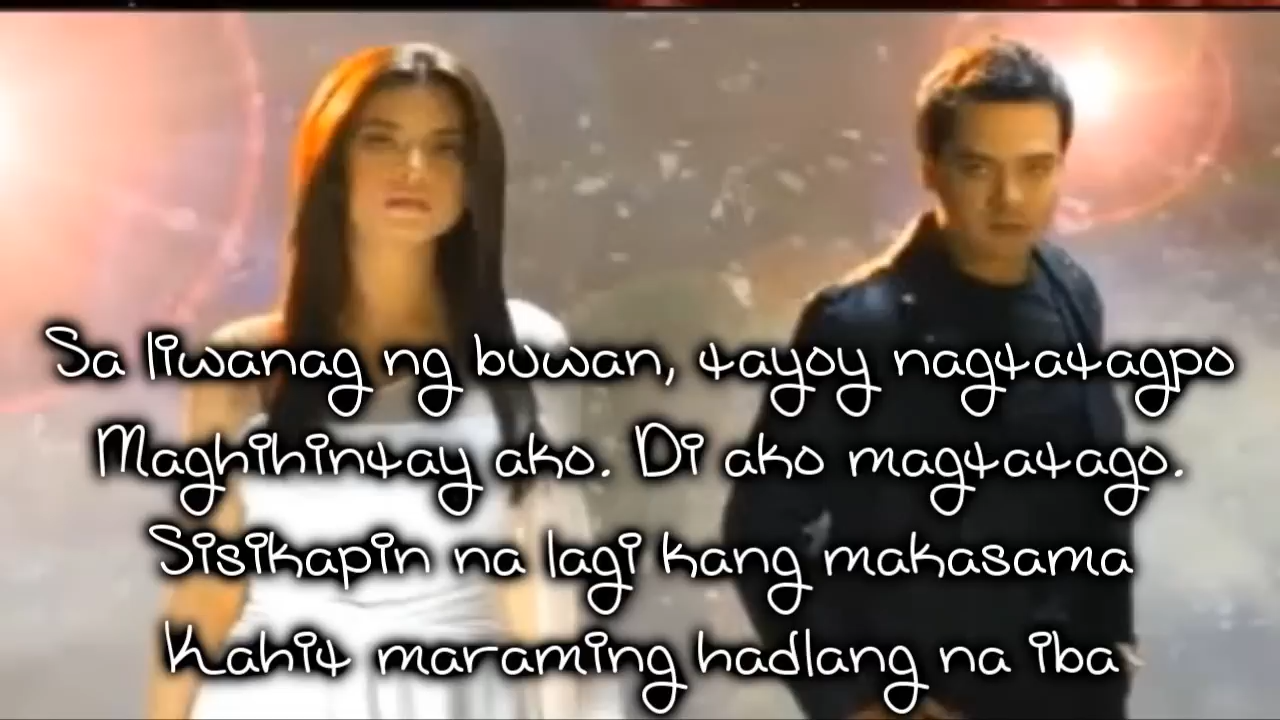 Sa liwanag ng buwan, tayoy nagtatagpo
Maghihintay ako. Di ako magtatago.
Sisikapin na lagi kang makasama
Kahit maraming hadlang na iba